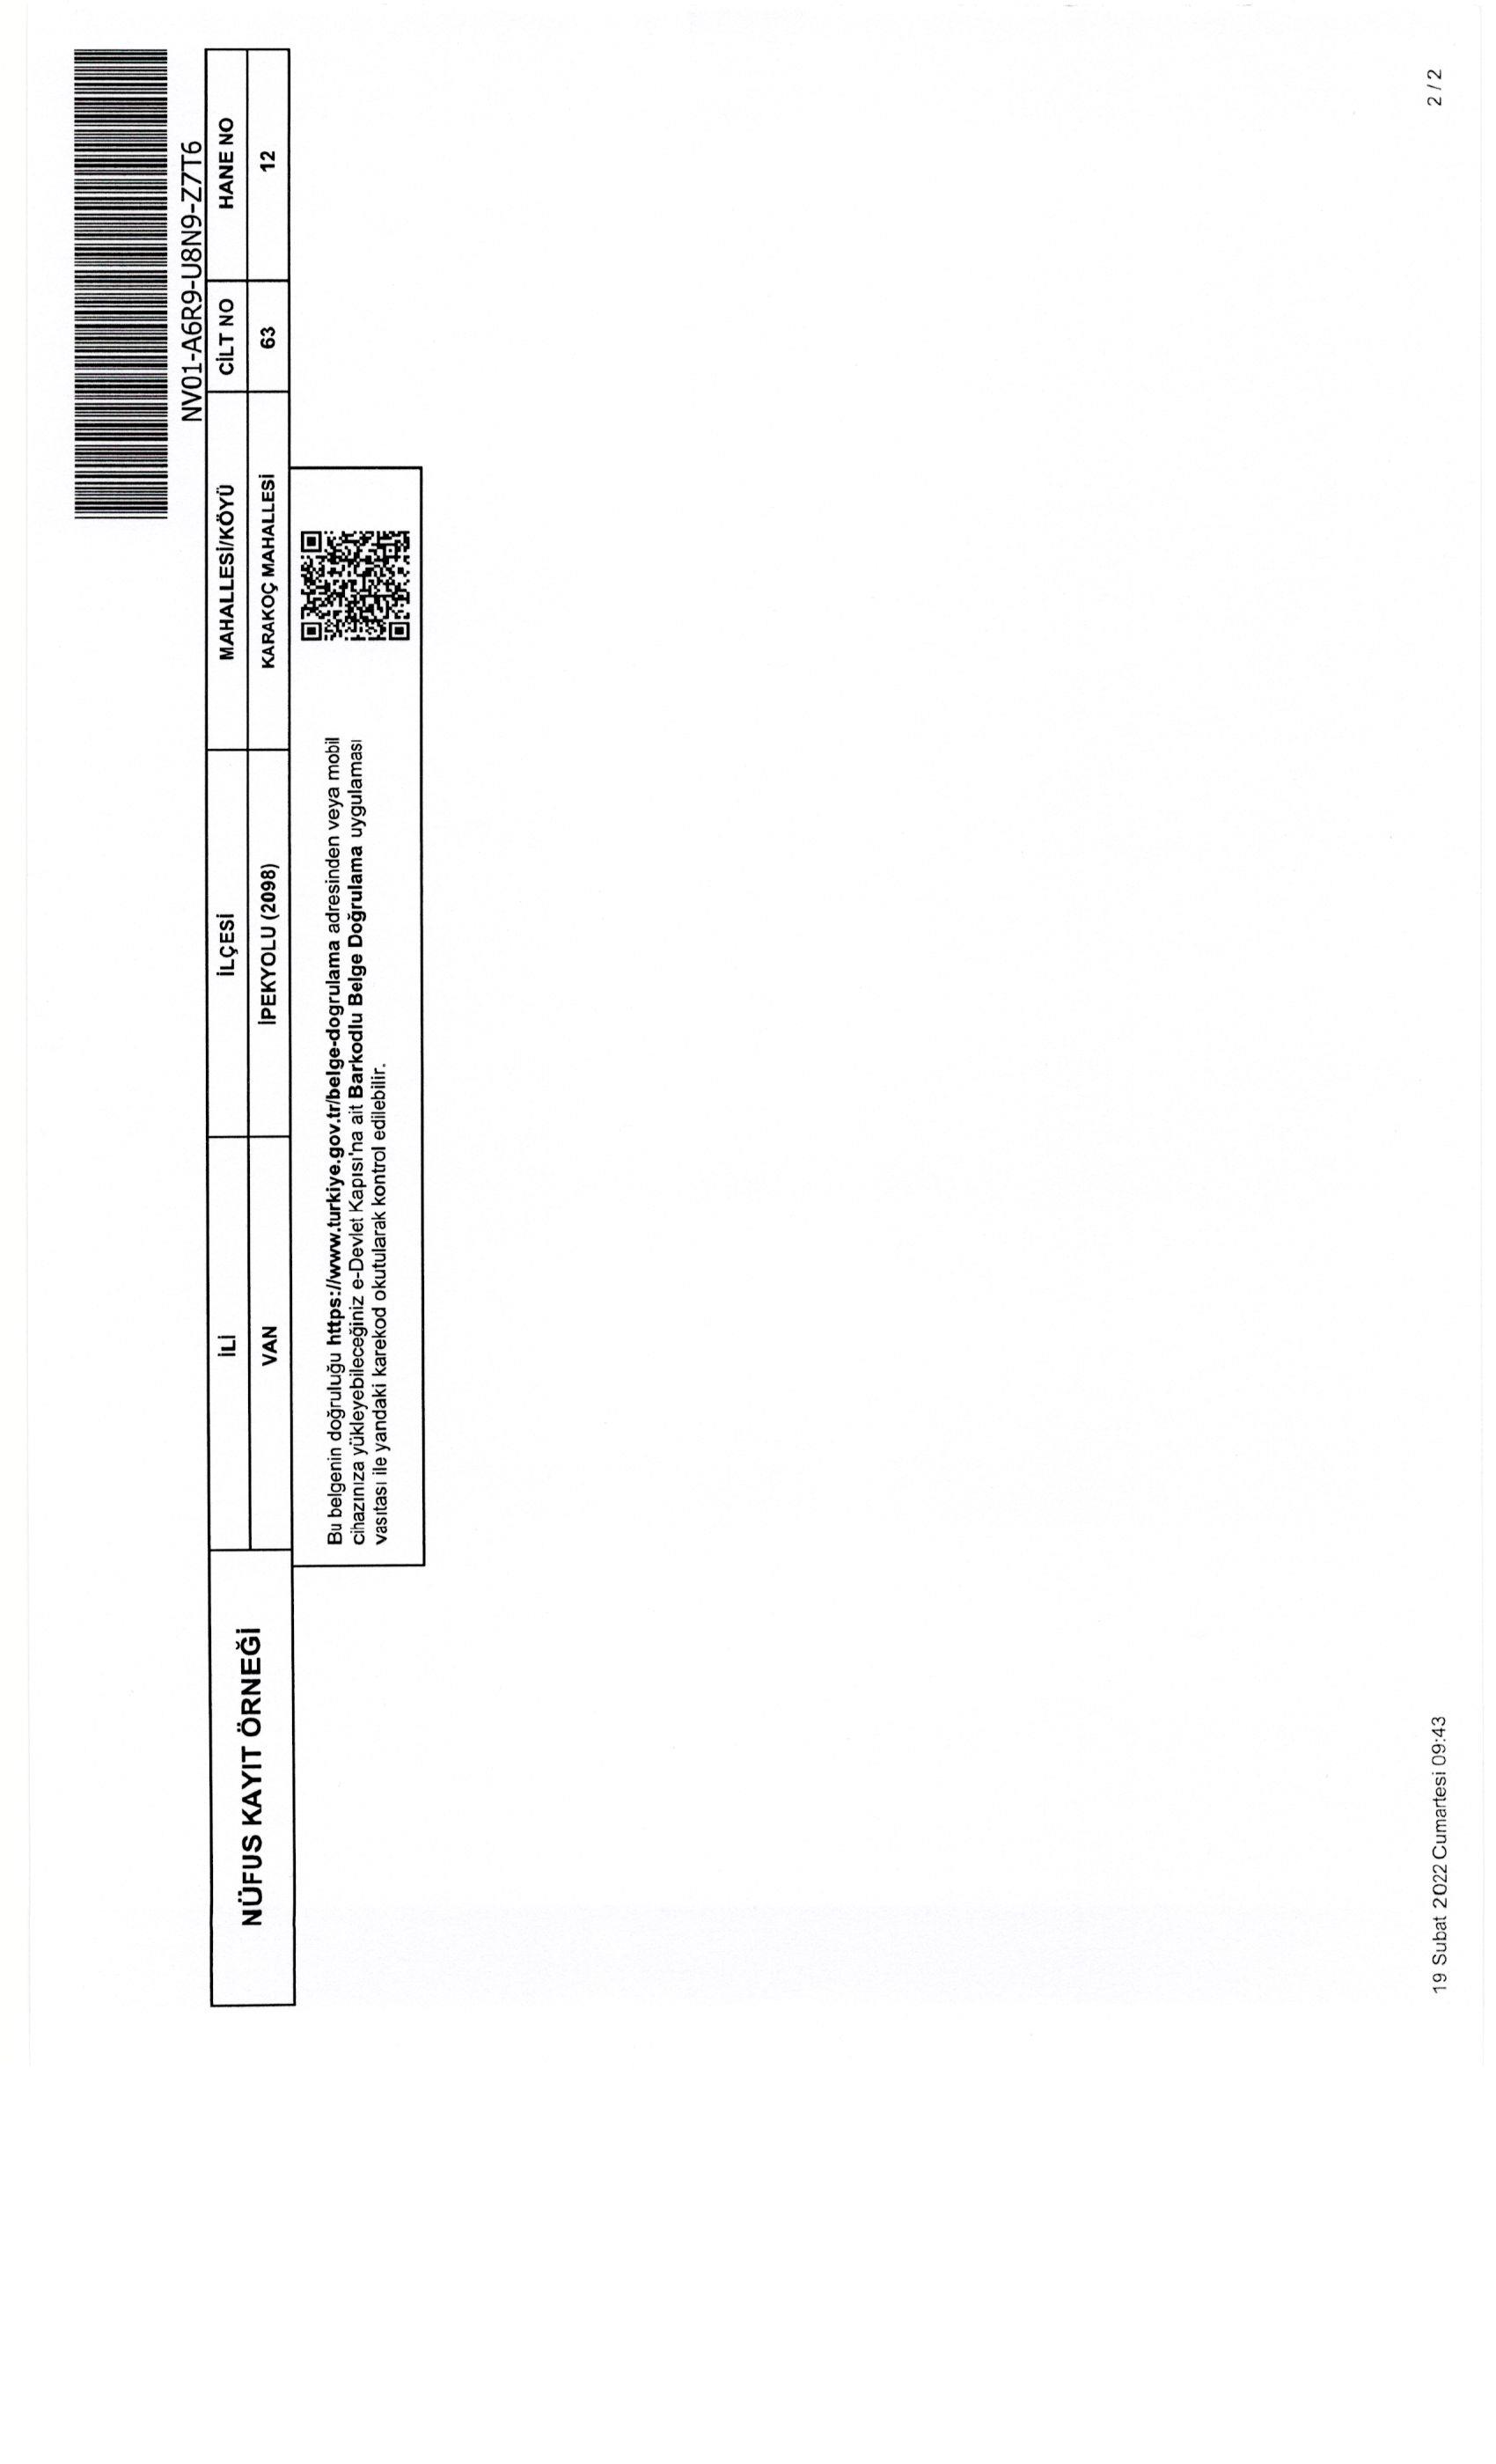 NV01-A6R9-U8N9-Z7T6
NÜFUS KAYIT ÖRNEĞİ
İLİ İLÇESİ MAHALLESİ/KÖYÜ CİLT NO HANE NO
VAN İPEKYOLU (2098) KARAKOÇ MAHALLESİ 63 12
Bu belgenin doğruluğu https://www.turkiye.gov.tr/belge-dogrulama adresinden veya mobil
cihazınıza yükleyebileceğiniz e-Devlet Kapısı'na ait Barkodlu Belge Doğrulama uygulaması
vasıtası ile yandaki karekod okutularak kontrol edilebilir.
19 Subat 2022 Cumartesi 09:43
2 / 2